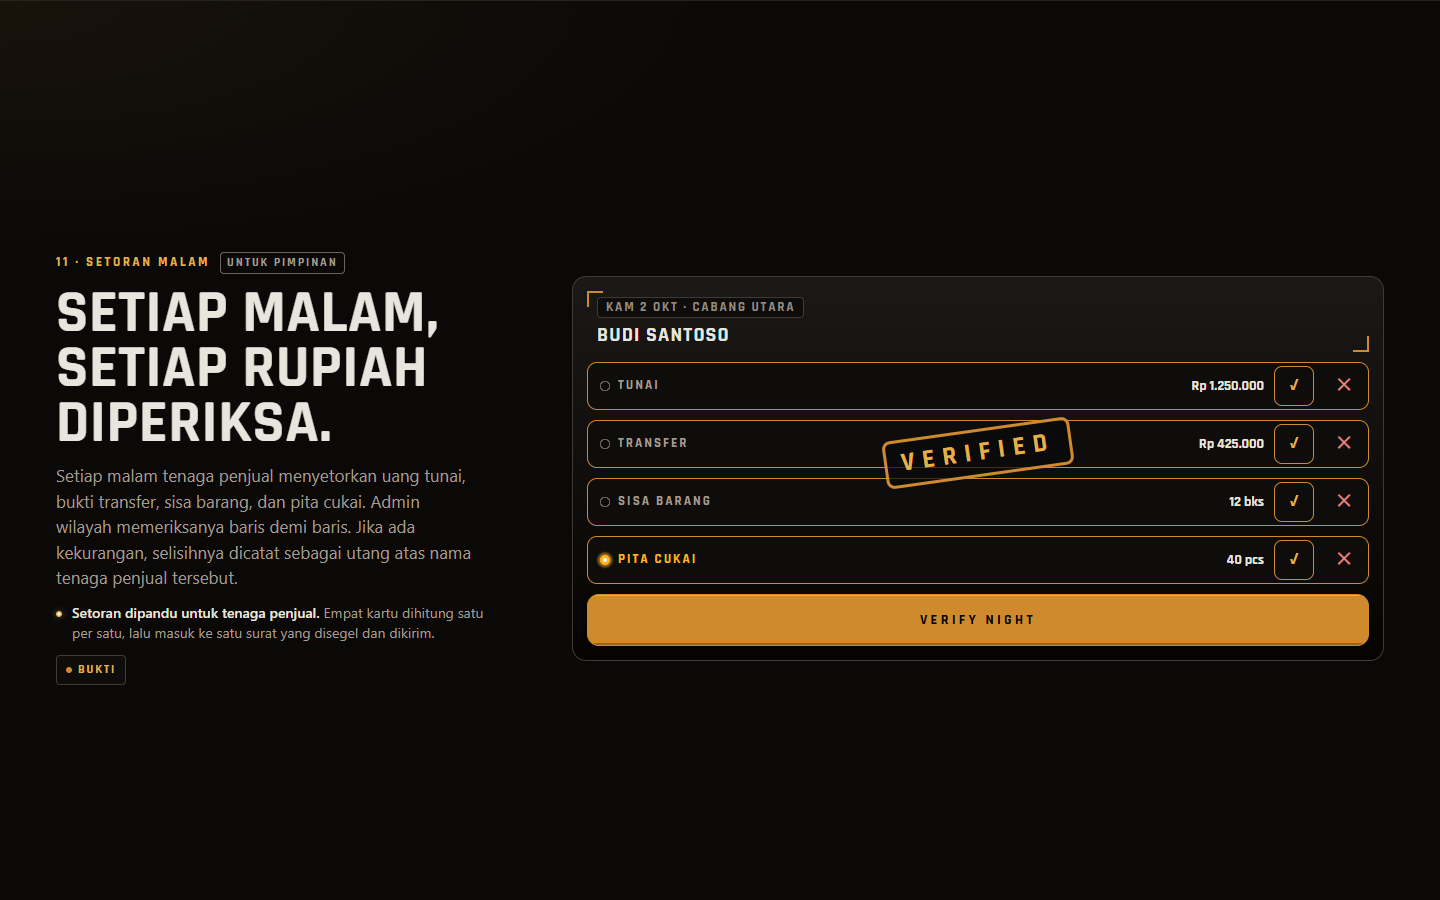 11 · SETORAN MALAM UNTUK PIMPINAN
SETIAP MALAM,
SETIAP RUPIAH
DIPERIKSA.
Setiap malam tenaga penjual menyetorkan uang tunai,
bukti transfer, sisa barang, dan pita cukai. Admin
wilayah memeriksanya baris demi baris. Jika ada
kekurangan, selisihnya dicatat sebagai utang atas nama
tenaga penjual tersebut.
Setoran dipandu untuk tenaga penjual. Empat kartu dihitung satu
per satu, lalu masuk ke satu surat yang disegel dan dikirim.
BUKTI
KAM 2 OKT · CABANG UTARA
BUDI SANTOSO
TUNAI Rp 1.250.000 ✓ ✕
TRANSFER Rp 425.000 ✓ ✕
VERIFIED
SISA BARANG 12 bks ✓ ✕
PITA CUKAI 40 pcs ✓ ✕
VERIFY NIGHT